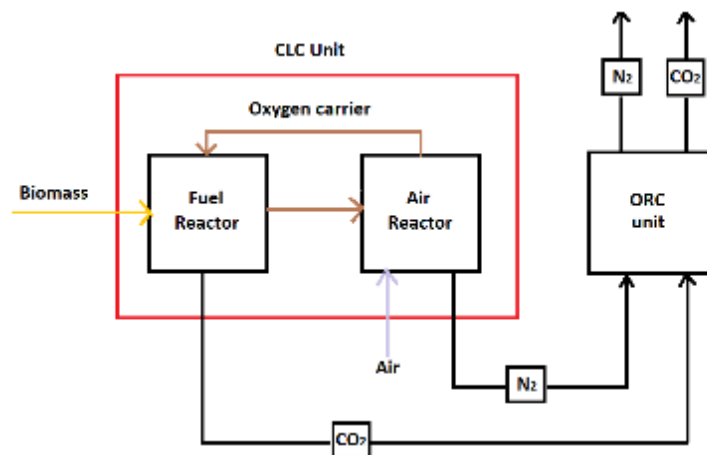 CLC Unit
N₂
CO₂
Oxygen carrier
Biomass
Fuel
Reactor
Air
Reactor
ORC
unit
Air
N₂
CO₂